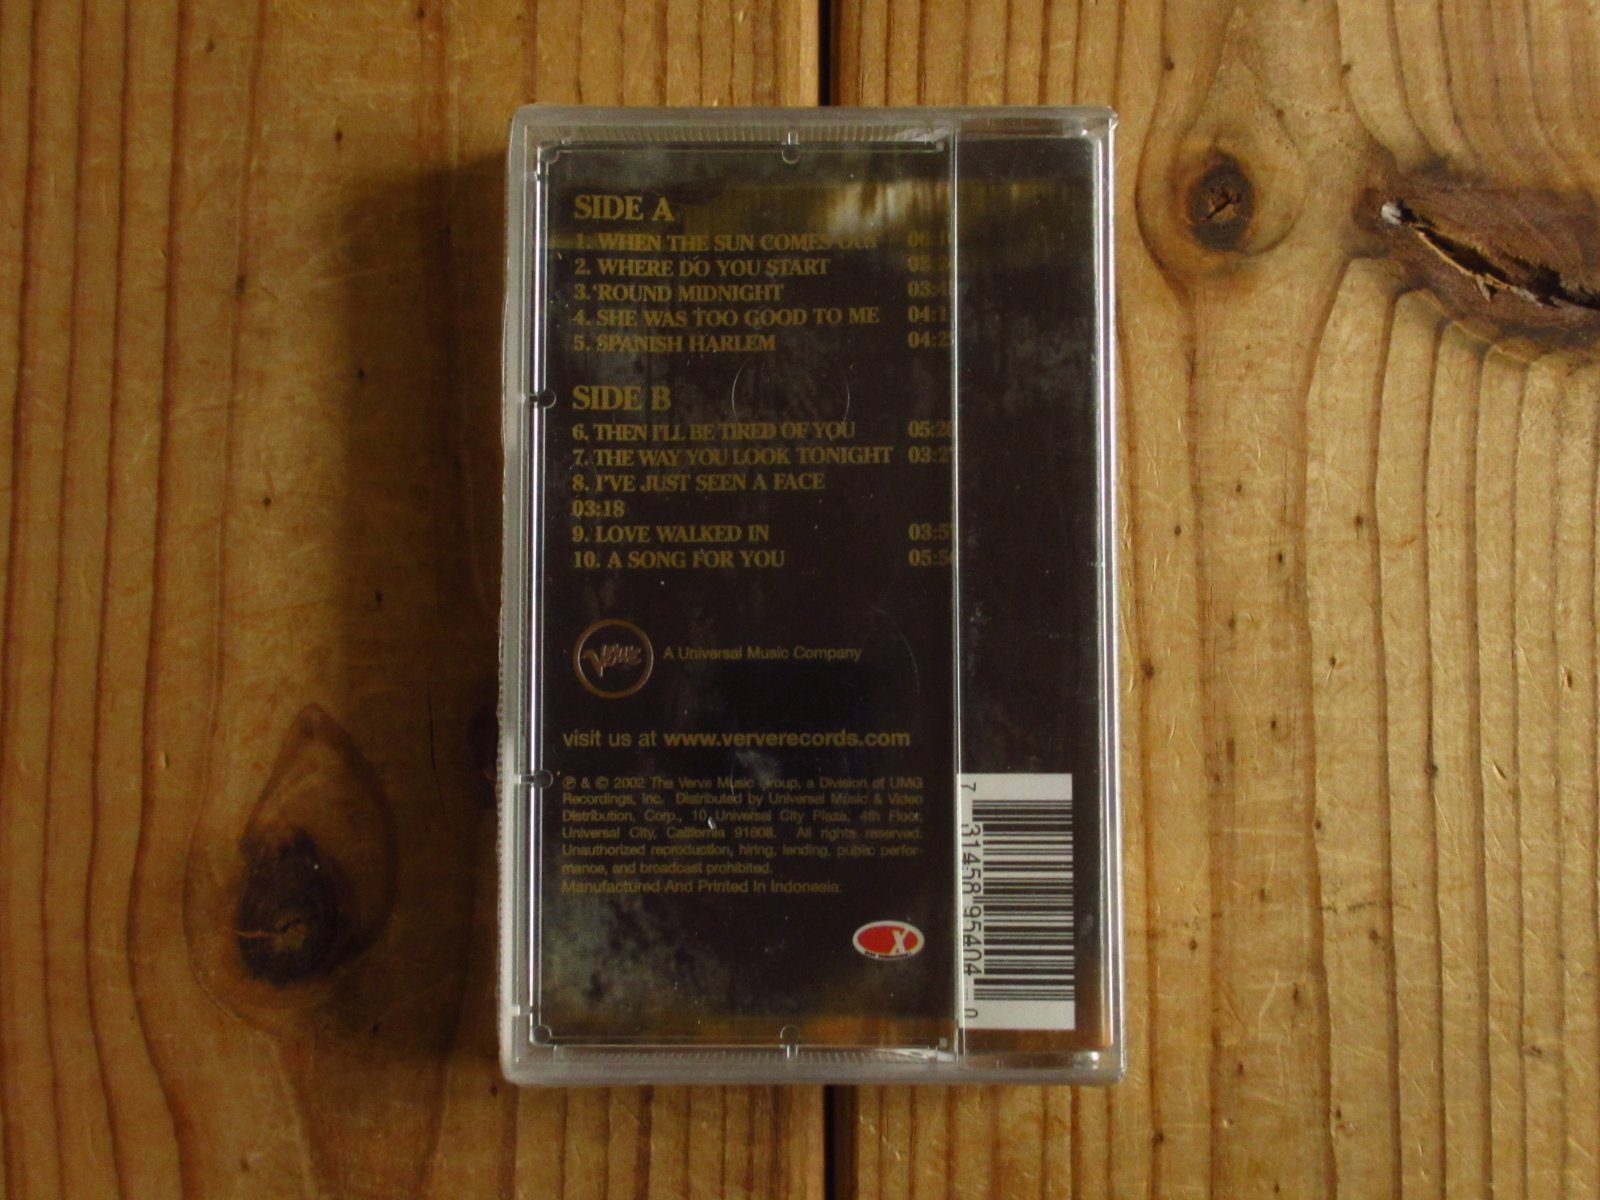 SIDE A
1. WHEN THE SUN COMES OUT
2. WHERE DO YOU START
3. 'ROUND MIDNIGHT
4. SHE WAS TOO GOOD TO ME
5. SPANISH HARLEM
SIDE B
6. THEN I'LL BE TIRED OF YOU
7. THE WAY YOU LOOK TONIGHT
8. I'VE JUST SEEN A FACE
03:18
9. LOVE WALKED IN
10. A SONG FOR YOU
Verve A Universal Music Company
visit us at www.ververecords.com
℗ & © 2002 The Verve Music Group, a Division of UMG
Recordings, Inc. Distributed by Universal Music & Video
Distribution, Corp., 10 Universal City Plaza, 4th Floor,
Universal City, California 91608. All rights reserved.
Unauthorized reproduction, hiring, lending, public perfor-
mance, and broadcast prohibited.
Manufactured And Printed In Indonesia.
X
7 31458 95404 0